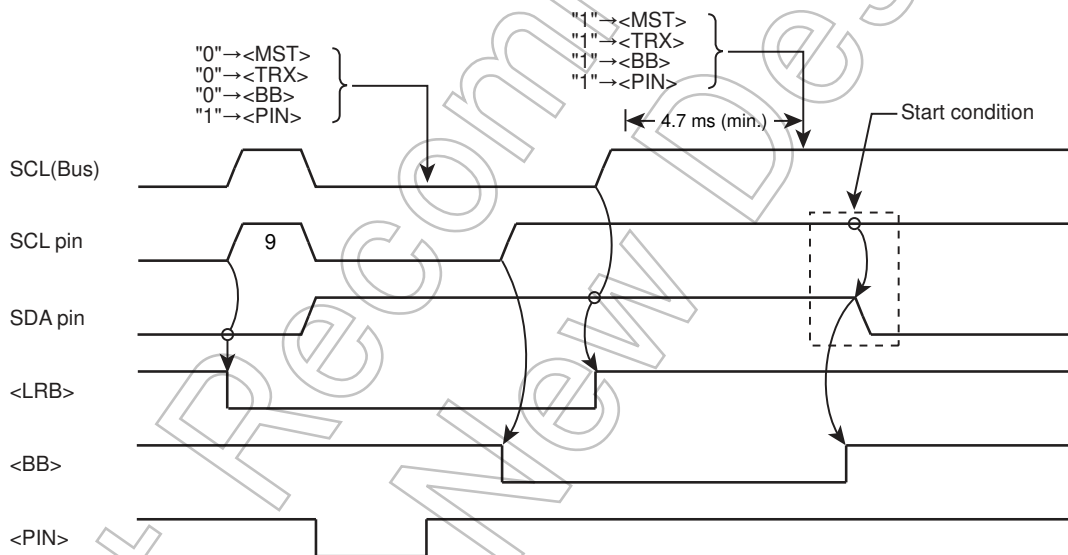 "0"→<MST>
"0"→<TRX>
"0"→<BB>
"1"→<PIN>
"1"→<MST>
"1"→<TRX>
"1"→<BB>
"1"→<PIN>
4.7 ms (min.)
Start condition
SCL(Bus)
SCL pin
9
SDA pin
<LRB>
<BB>
<PIN>
New